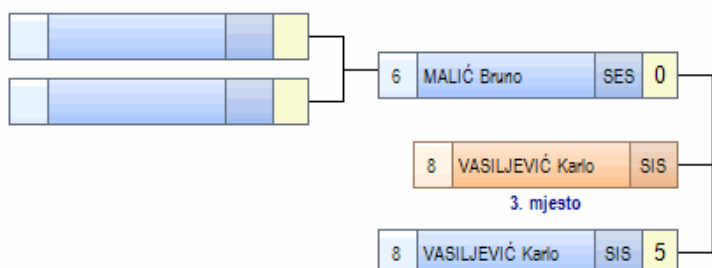 6 MALIĆ Bruno SES 0
8 VASILJEVIĆ Karlo SIS
3. mjesto
8 VASILJEVIĆ Karlo SIS 5